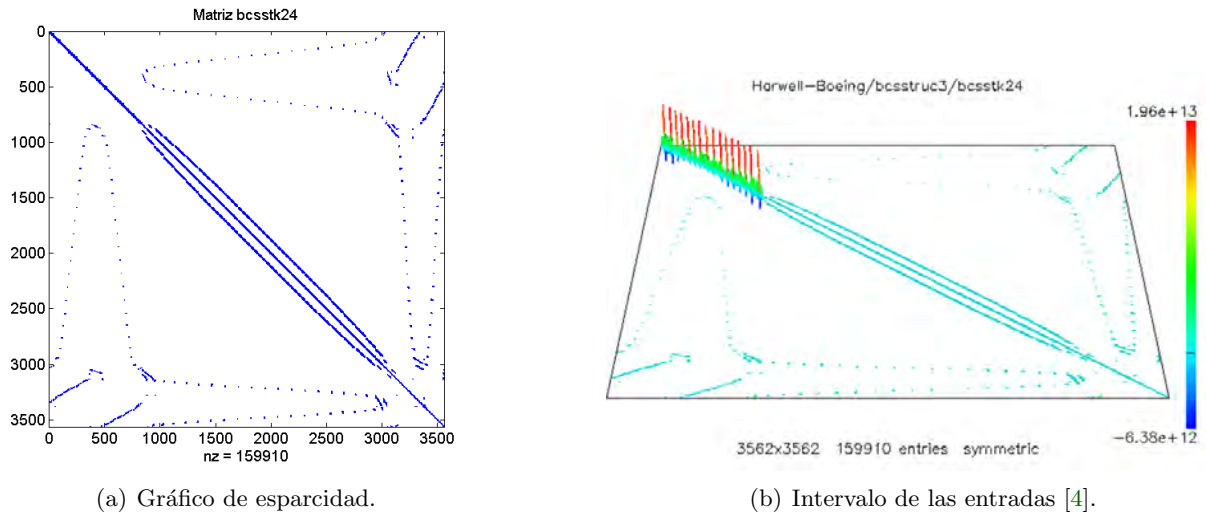 Matriz bcsstk24
0
500
1000
1500
2000
2500
3000
3500
0 500 1000 1500 2000 2500 3000 3500
nz = 159910
(a) Gráfico de esparcidad.
Harwell-Boeing/bcsstruc3/bcsstk24
1.96e+13
-6.38e+12
3562x3562 159910 entries symmetric
(b) Intervalo de las entradas [4].